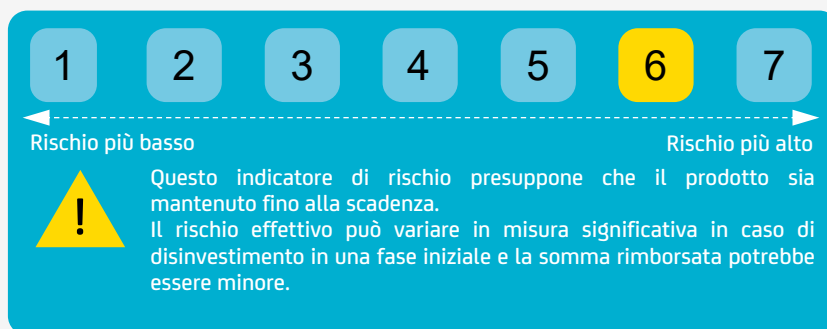 1 2 3 4 5 6 7
Rischio più basso Rischio più alto
!
Questo indicatore di rischio presuppone che il prodotto sia
mantenuto fino alla scadenza.
Il rischio effettivo può variare in misura significativa in caso di
disinvestimento in una fase iniziale e la somma rimborsata potrebbe
essere minore.